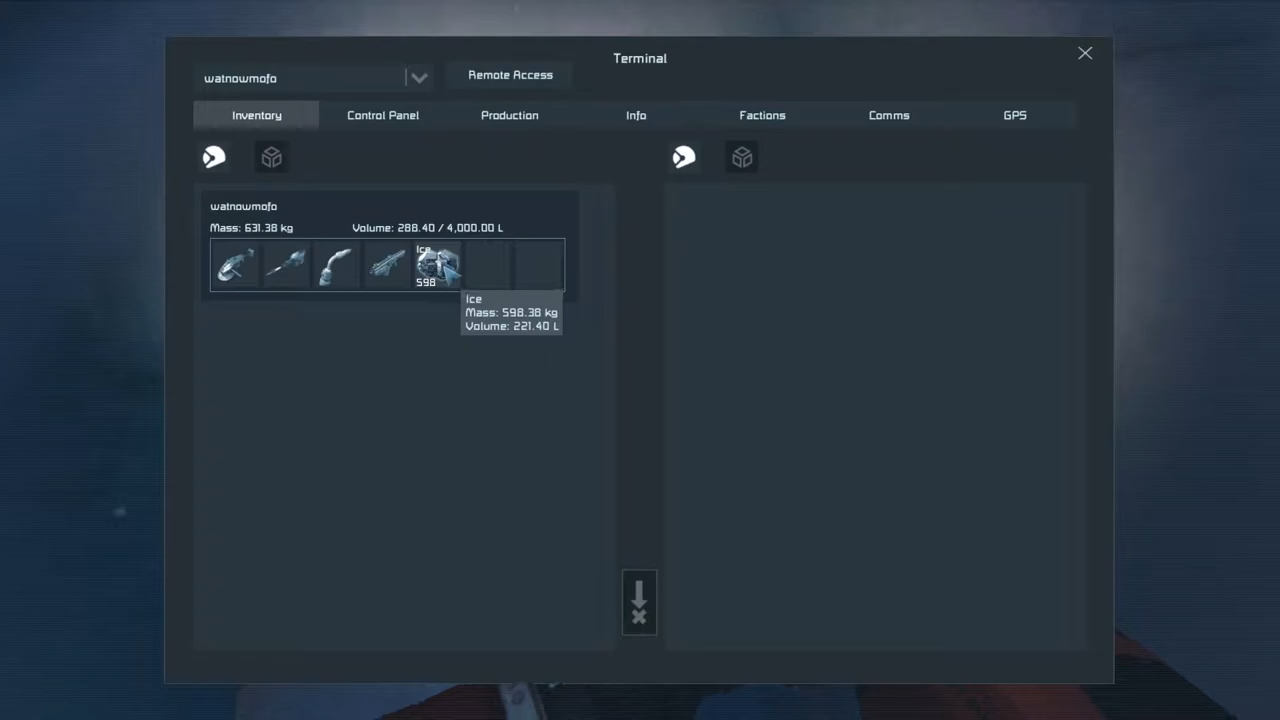 Terminal
watnowmofo
Remote Access
Inventory Control Panel Production Info Factions Comms GPS
watnowmofo
Mass: 631.38 kg Volume: 288.40 / 4,000.00 L
Ice
598
Ice
Mass: 598.38 kg
Volume: 221.40 L